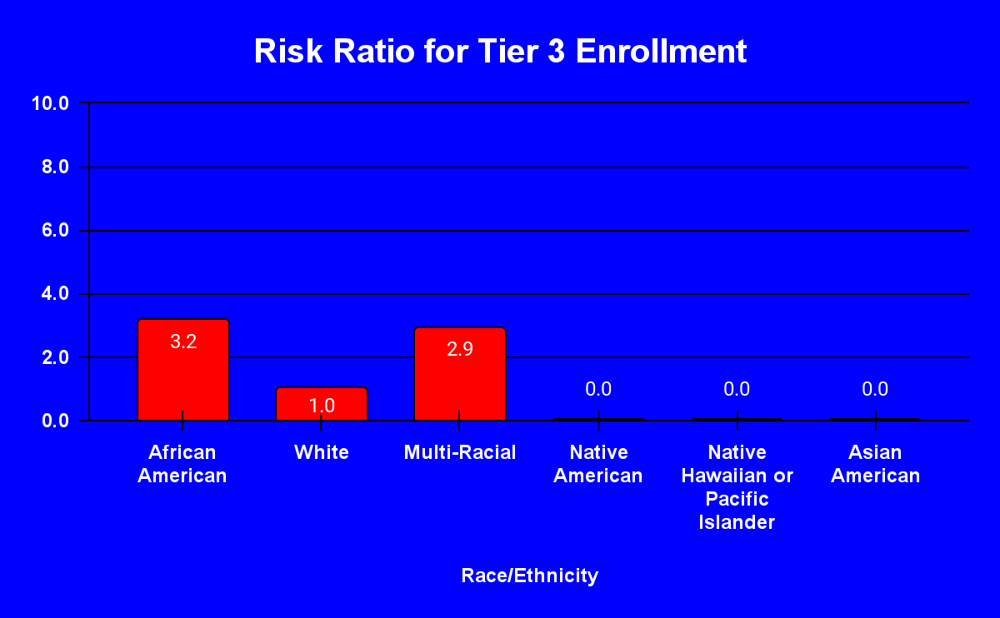 Risk Ratio for Tier 3 Enrollment
10.0
8.0
6.0
4.0
2.0
0.0
3.2
1.0
2.9
0.0
0.0
0.0
African
American
White
Multi-Racial
Native
American
Native
Hawaiian or
Pacific
Islander
Asian
American
Race/Ethnicity